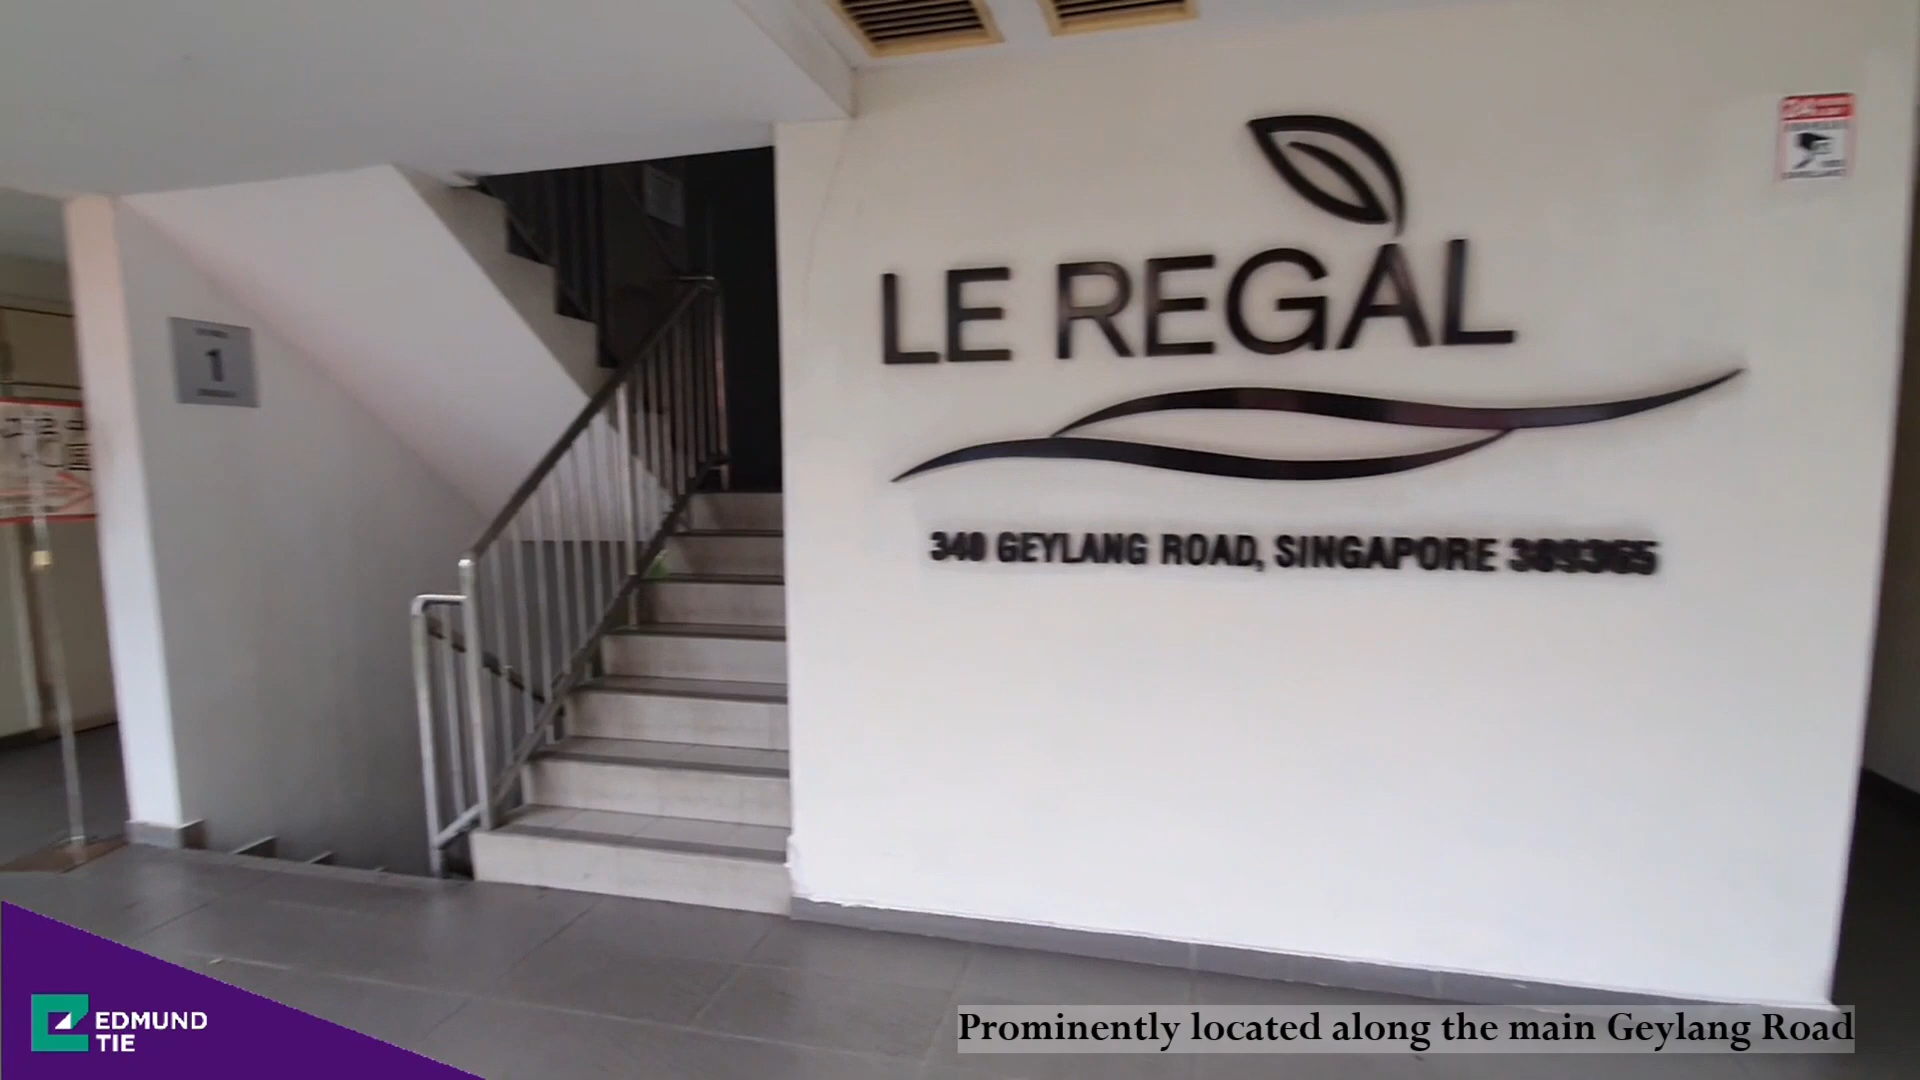 LE REGAL
340 GEYLANG ROAD, SINGAPORE 389365
1
EDMUND
TIE
Prominently located along the main Geylang Road